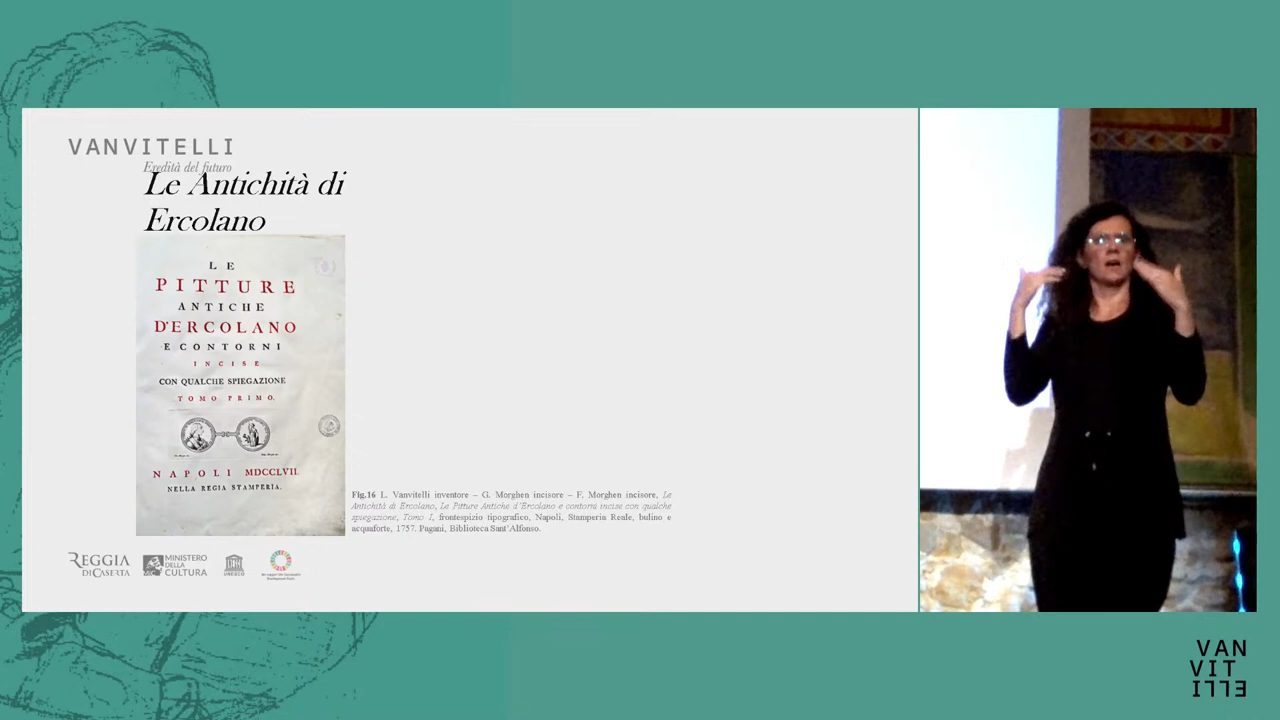 VANVITELLI
Eredità del futuro
Le Antichità di
Ercolano
LE
PITTURE
ANTICHE
D'ERCOLANO
E CONTORNI
INCISE
CON QUALCHE SPIEGAZIONE
TOMO PRIMO.
NAPOLI MDCCLVII.
NELLA REGIA STAMPERIA.
Fig.16 L. Vanvitelli inventore – G. Morghen incisore – F. Morghen incisore, Le
Antichità di Ercolano, Le Pitture Antiche d'Ercolano e contorni incise con qualche
spiegazione, Tomo I, frontespizio tipografico, Napoli, Stamperia Reale, bulino e
acquaforte, 1757. Pagani, Biblioteca Sant'Alfonso.
REGGIA
DI CASERTA
MINISTERO
DELLA
CULTURA
UNESCO
VAN
VIT
ELLI